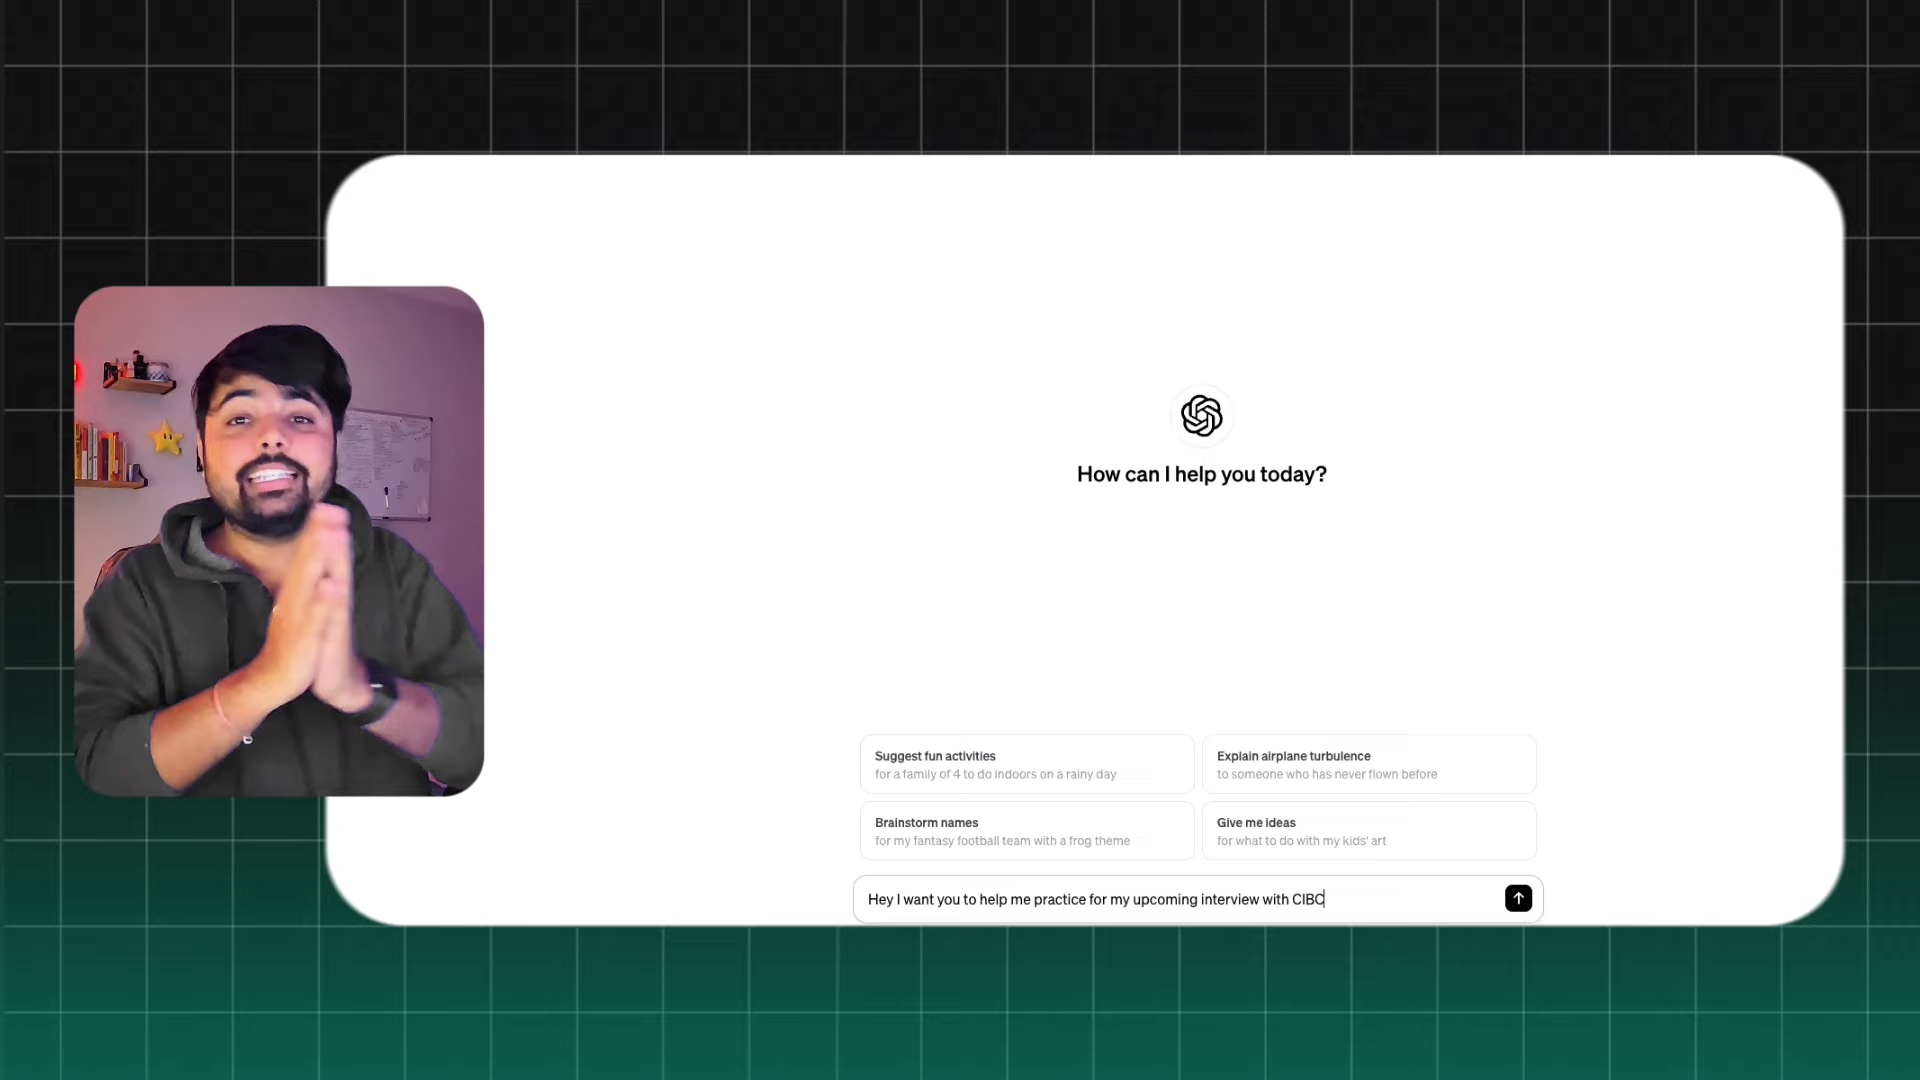 How can I help you today?
Suggest fun activities
for a family of 4 to do indoors on a rainy day
Explain airplane turbulence
to someone who has never flown before
Brainstorm names
for my fantasy football team with a frog theme
Give me ideas
for what to do with my kids' art
Hey I want you to help me practice for my upcoming interview with CIBC